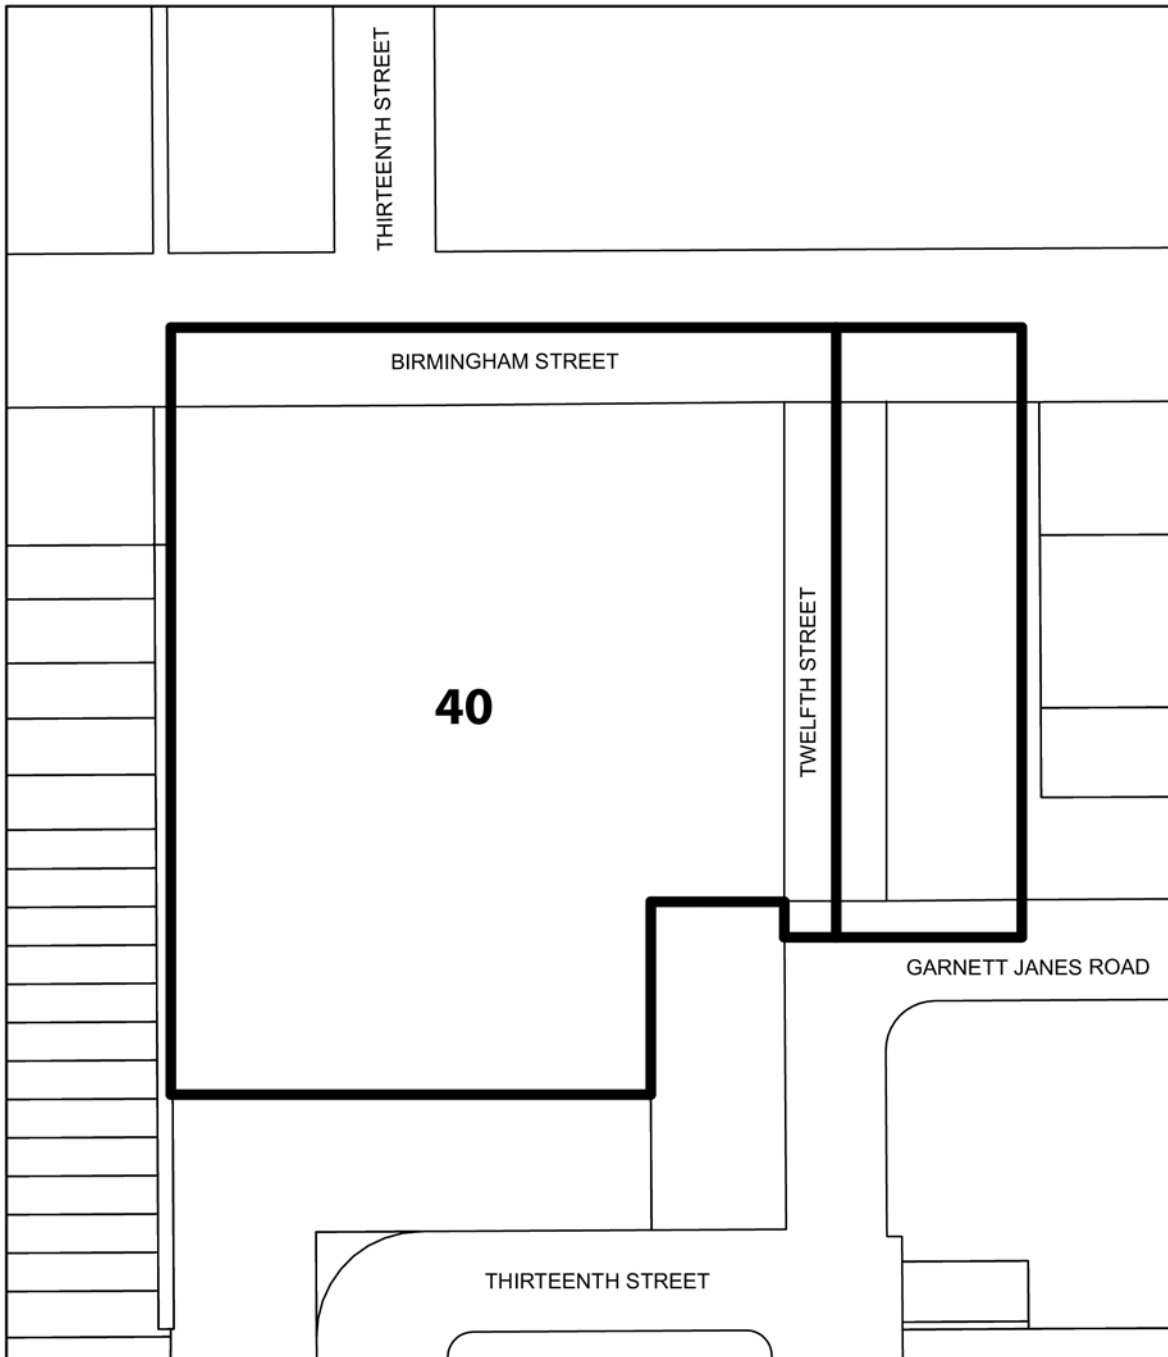 THIRTEENTH STREET
BIRMINGHAM STREET
TWELFTH STREET
40
GARNETT JANES ROAD
THIRTEENTH STREET